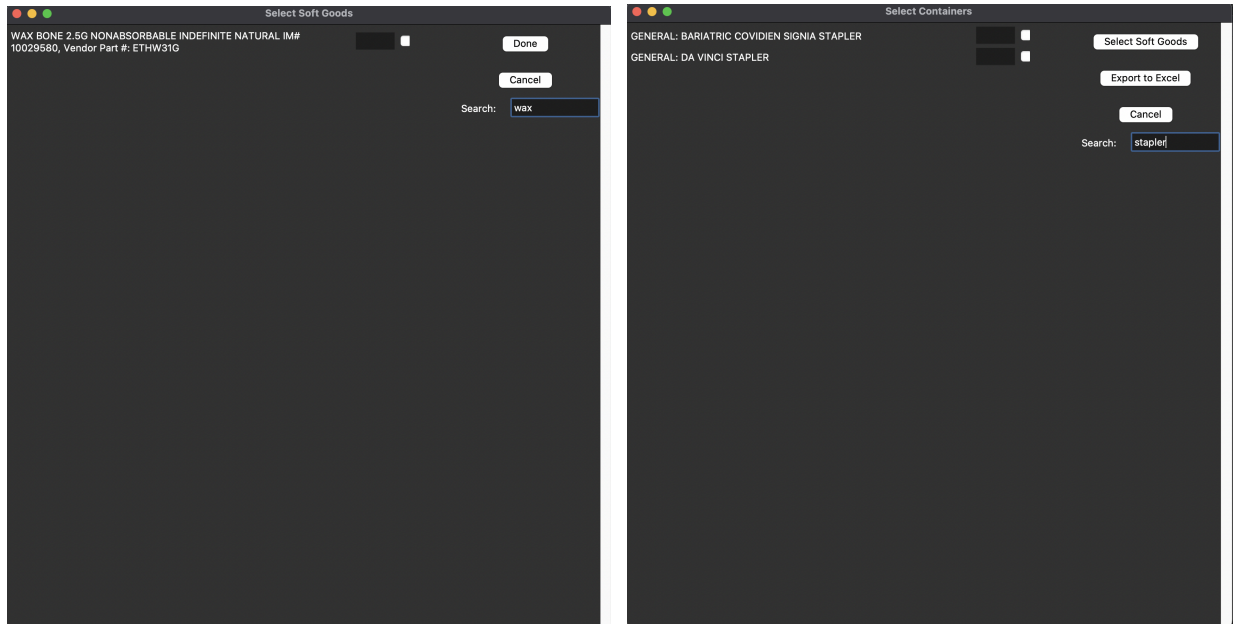 Select Soft Goods
WAX BONE 2.5G NONABSORBABLE INDEFINITE NATURAL IM#
10029580, Vendor Part #: ETHW31G
Done
Cancel
Search:
wax
Select Containers
GENERAL: BARIATRIC COVIDIEN SIGNIA STAPLER
GENERAL: DA VINCI STAPLER
Select Soft Goods
Export to Excel
Cancel
Search:
stapler